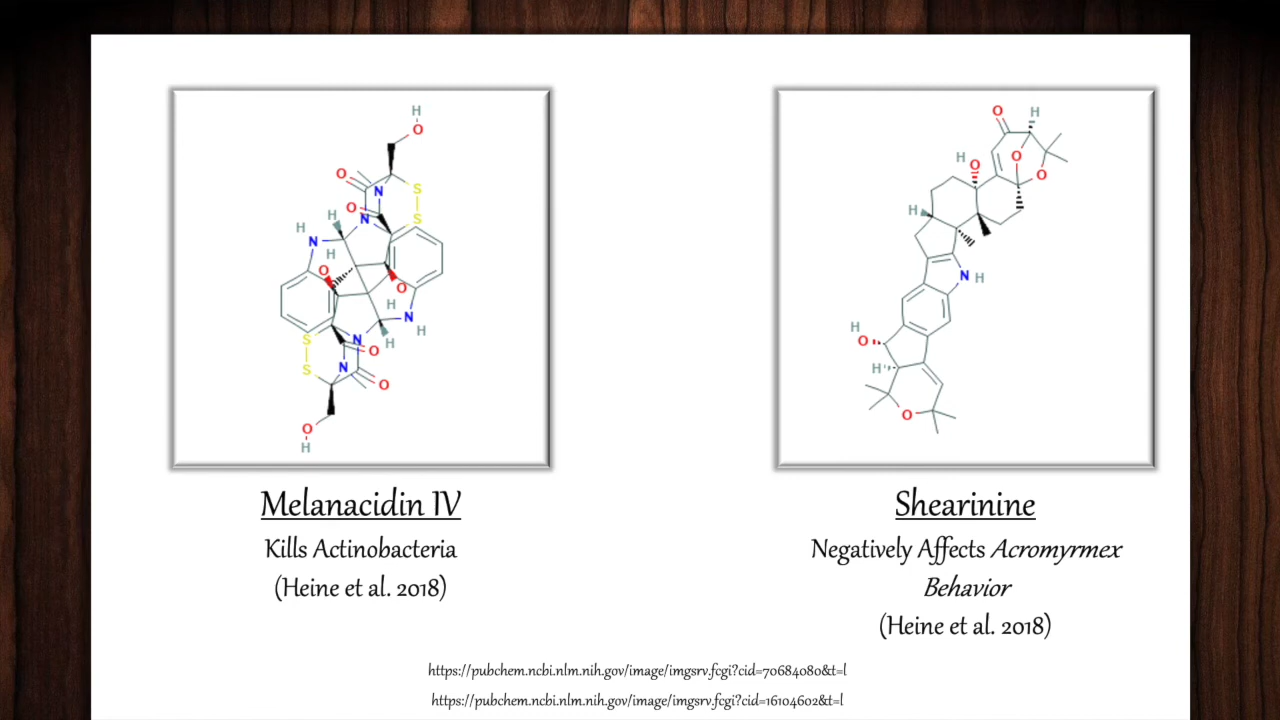 Melanacidin IV
Kills Actinobacteria
(Heine et al. 2018)
Shearinine
Negatively Affects Acromyrmex
Behavior
(Heine et al. 2018)
https://pubchem.ncbi.nlm.nih.gov/image/imgsrv.fcgi?cid=70684080&t=l
https://pubchem.ncbi.nlm.nih.gov/image/imgsrv.fcgi?cid=16104602&t=l